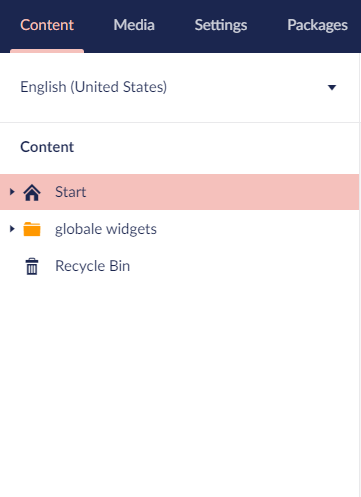 Content Media Settings Packages
English (United States)
Content
Start
globale widgets
Recycle Bin